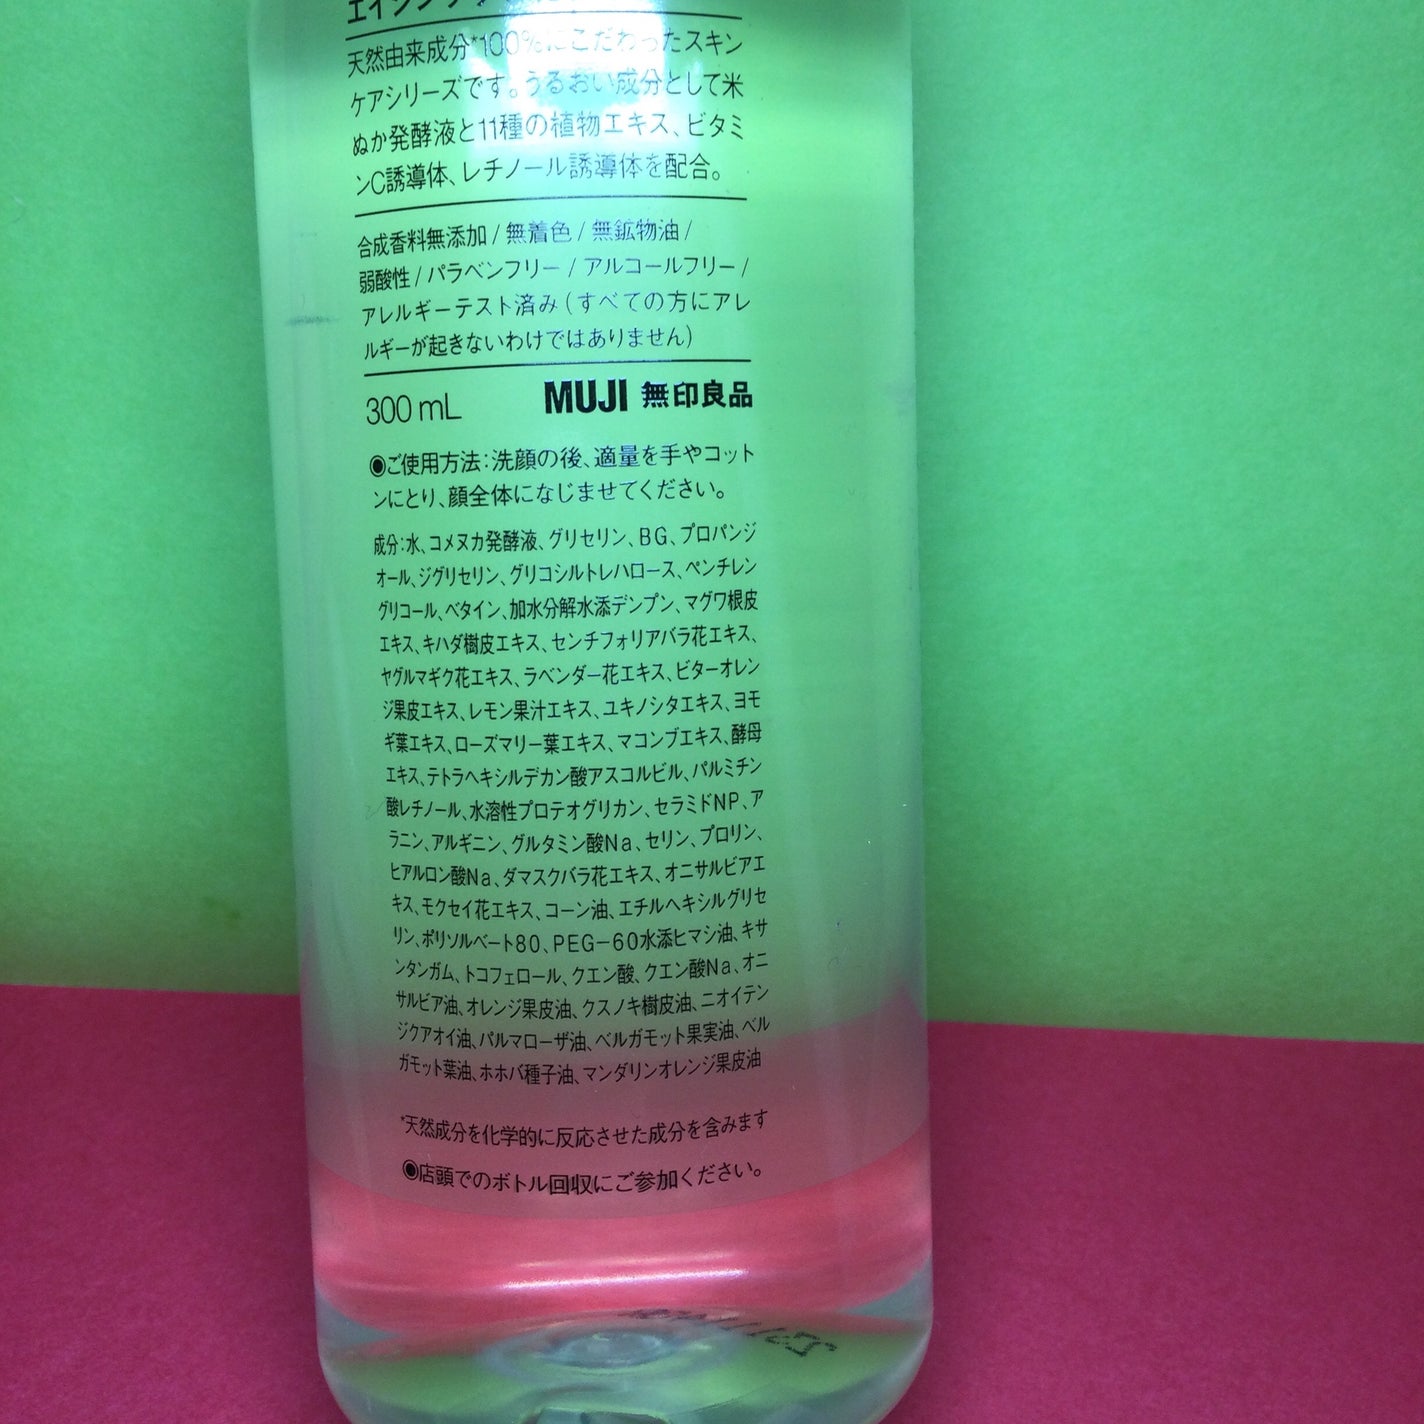 天然由来成分*100%にこだわったスキン
ケアシリーズです。うるおい成分として米
ぬか発酵液と11種の植物エキス、ビタミ
ンC誘導体、レチノール誘導体を配合。
合成香料無添加 / 無着色 / 無鉱物油 /
弱酸性 / パラベンフリー / アルコールフリー /
アレルギーテスト済み(すべての方にアレ
ルギーが起きないわけではありません)
300 mL MUJI 無印良品
◉ご使用方法:洗顔の後、適量を手やコット
ンにとり、顔全体になじませてください。
成分:水、コメヌカ発酵液、グリセリン、BG、プロパンジ
オール、ジグリセリン、グリコシルトレハロース、ペンチレン
グリコール、ベタイン、加水分解水添デンプン、マグワ根皮
エキス、キハダ樹皮エキス、センチフォリアバラ花エキス、
ヤグルマギク花エキス、ラベンダー花エキス、ビターオレン
ジ果皮エキス、レモン果汁エキス、ユキノシタエキス、ヨモ
ギ葉エキス、ローズマリー葉エキス、マコンブエキス、酵母
エキス、テトラヘキシルデカン酸アスコルビル、パルミチン
酸レチノール、水溶性プロテオグリカン、セラミドNP、ア
ラニン、アルギニン、グルタミン酸Na、セリン、プロリン、
ヒアルロン酸Na、ダマスクバラ花エキス、オニサルビアエ
キス、モクセイ花エキス、コーン油、エチルヘキシルグリセ
リン、ポリソルベート80、PEG-60水添ヒマシ油、キサ
ンタンガム、トコフェロール、クエン酸、クエン酸Na、オニ
サルビア油、オレンジ果皮油、クスノキ樹皮油、ニオイテン
ジクアオイ油、パルマローザ油、ベルガモット果実油、ベル
ガモット葉油、ホホバ種子油、マンダリンオレンジ果皮油
*天然成分を化学的に反応させた成分を含みます
◉店頭でのボトル回収にご参加ください。